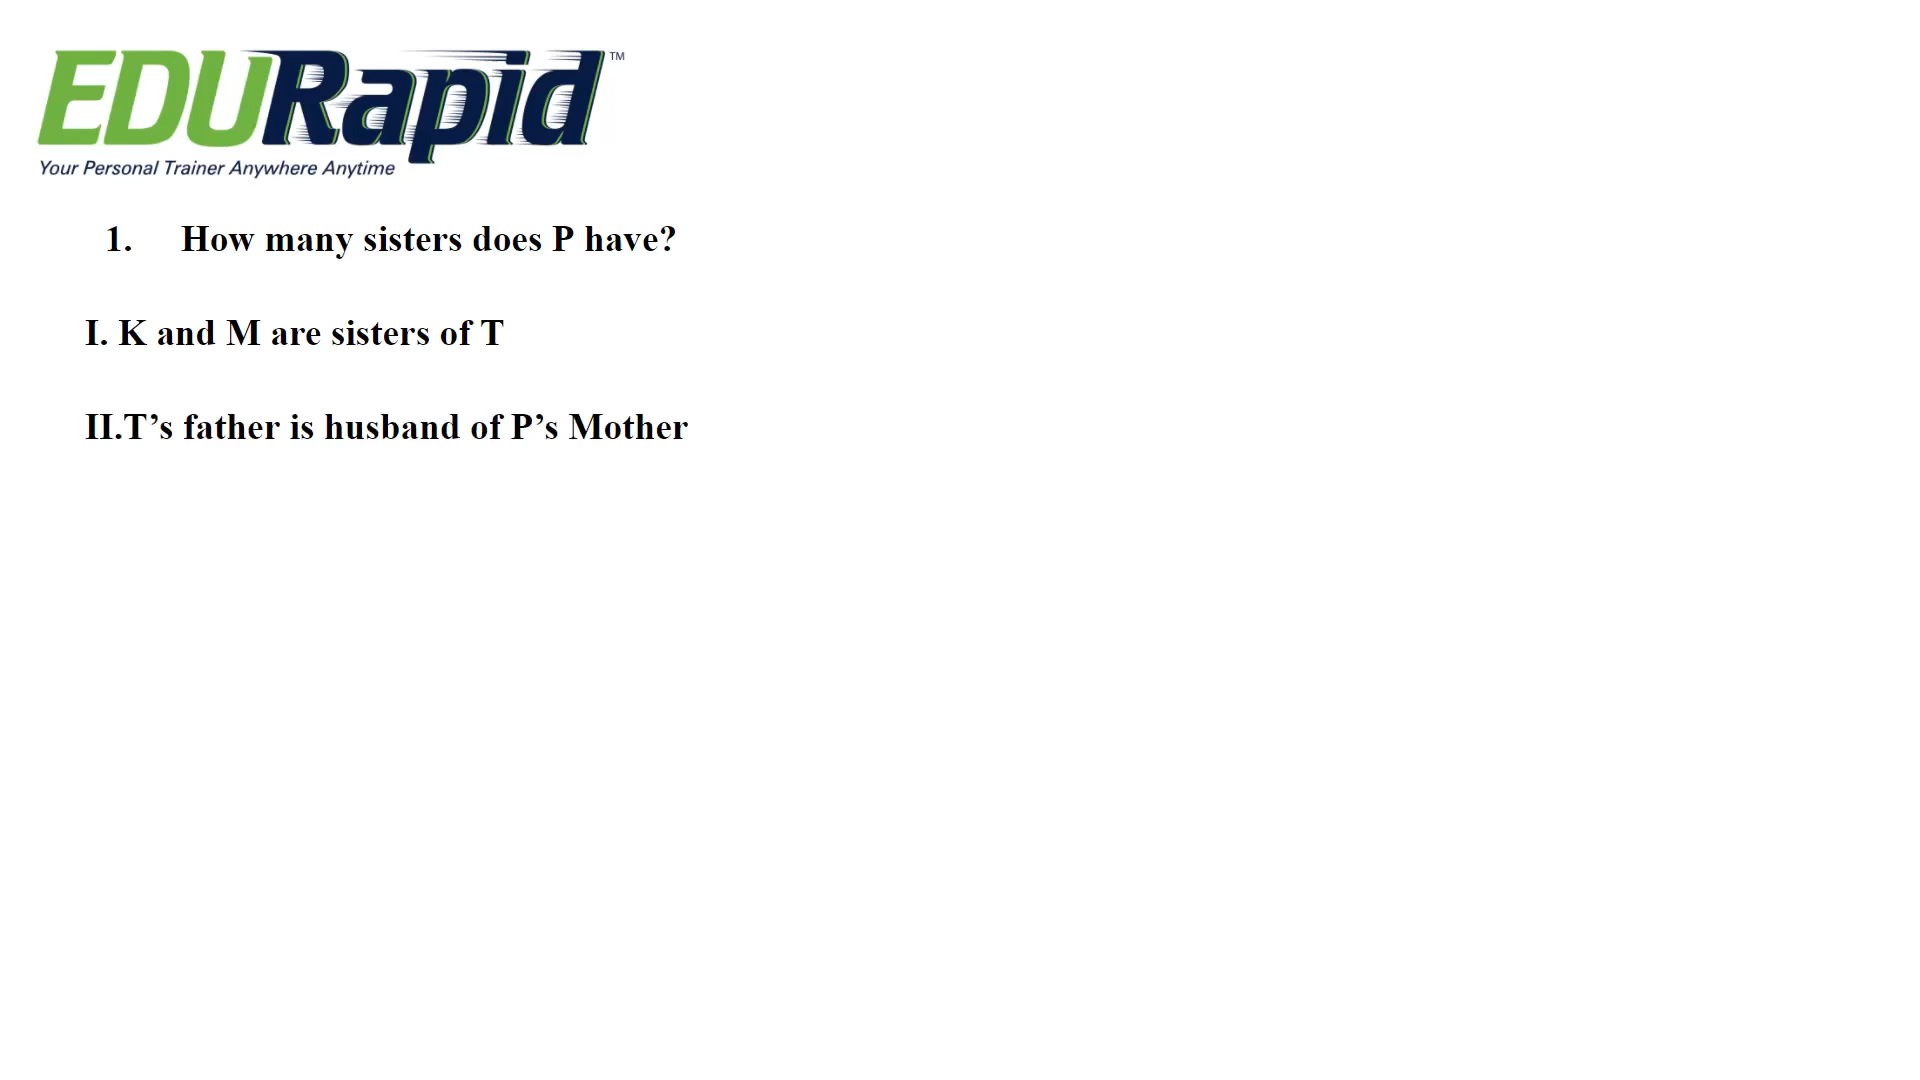 EDURapid™
Your Personal Trainer Anywhere Anytime
1. How many sisters does P have?
I. K and M are sisters of T
II.T’s father is husband of P’s Mother